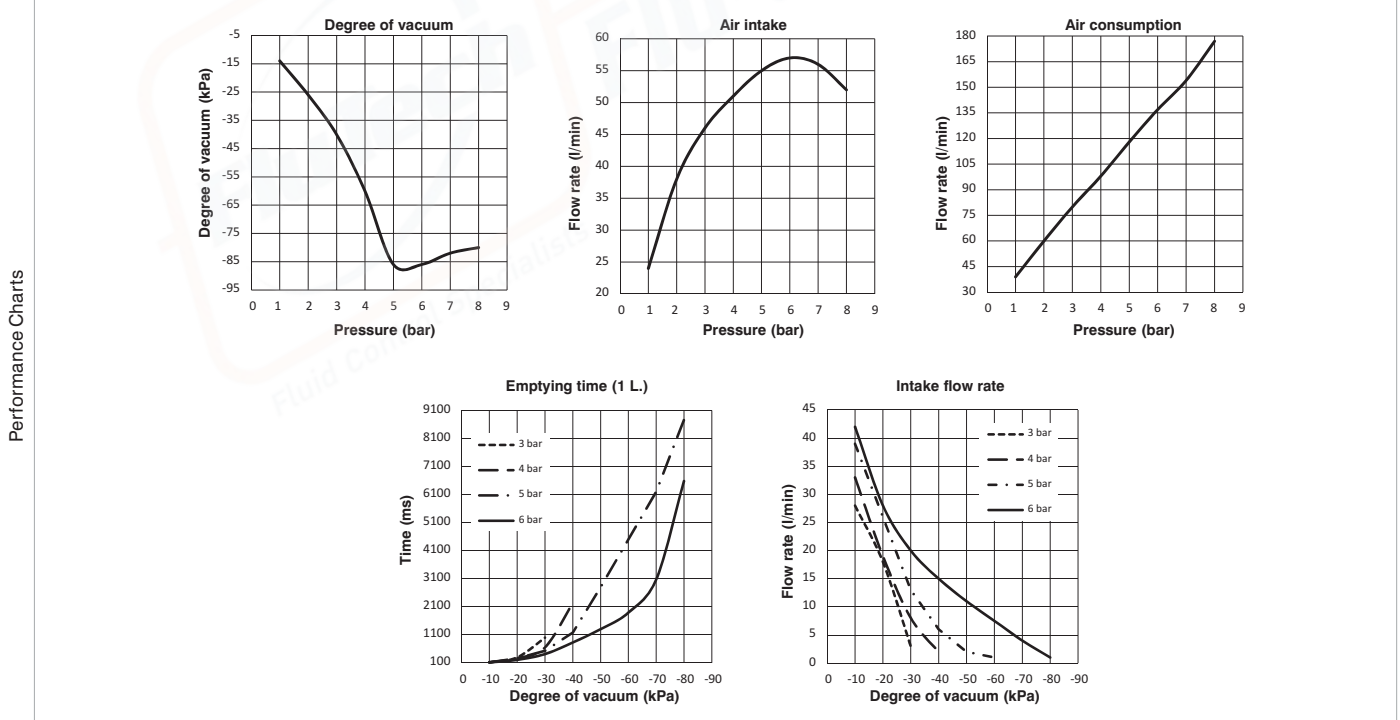 Performance Charts
Degree of vacuum
Degree of vacuum (kPa)
-5
-15
-25
-35
-45
-55
-65
-75
-85
-95
0 1 2 3 4 5 6 7 8 9
Pressure (bar)
Air intake
Flow rate (l/min)
60
55
50
45
40
35
30
25
20
0 1 2 3 4 5 6 7 8 9
Pressure (bar)
Air consumption
Flow rate (l/min)
180
165
150
135
120
105
90
75
60
45
30
0 1 2 3 4 5 6 7 8 9
Pressure (bar)
Emptying time (1 L.)
Time (ms)
9100
8100
7100
6100
5100
4100
3100
2100
1100
100
3 bar
4 bar
5 bar
6 bar
0 -10 -20 -30 -40 -50 -60 -70 -80 -90
Degree of vacuum (kPa)
Intake flow rate
Flow rate (l/min)
45
40
35
30
25
20
15
10
5
0
3 bar
4 bar
5 bar
6 bar
0 -10 -20 -30 -40 -50 -60 -70 -80 -90
Degree of vacuum (kPa)